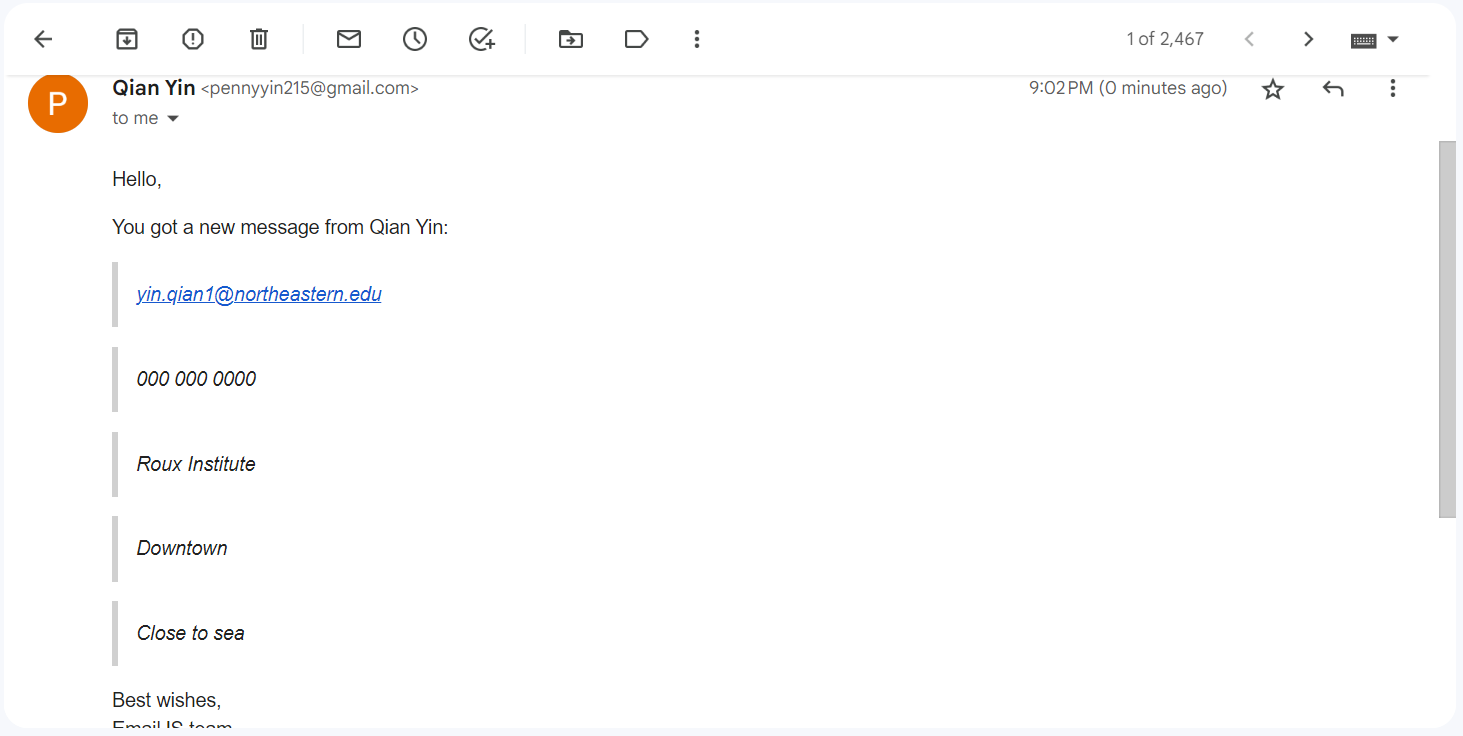 1 of 2,467
P
Qian Yin <pennyyin215@gmail.com>
9:02 PM (0 minutes ago)
to me
Hello,
You got a new message from Qian Yin:
yin.qian1@northeastern.edu
000 000 0000
Roux Institute
Downtown
Close to sea
Best wishes,
EmailJS team